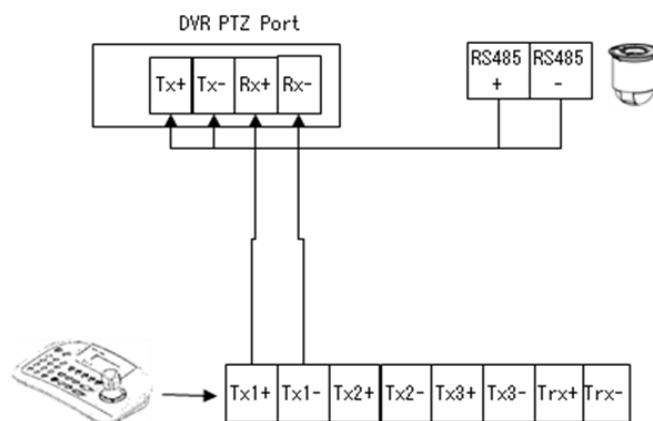 DVR PTZ Port
Tx+ Tx- Rx+ Rx-
RS485 + RS485 -
Tx1+ Tx1- Tx2+ Tx2- Tx3+ Tx3- Trx+ Trx-